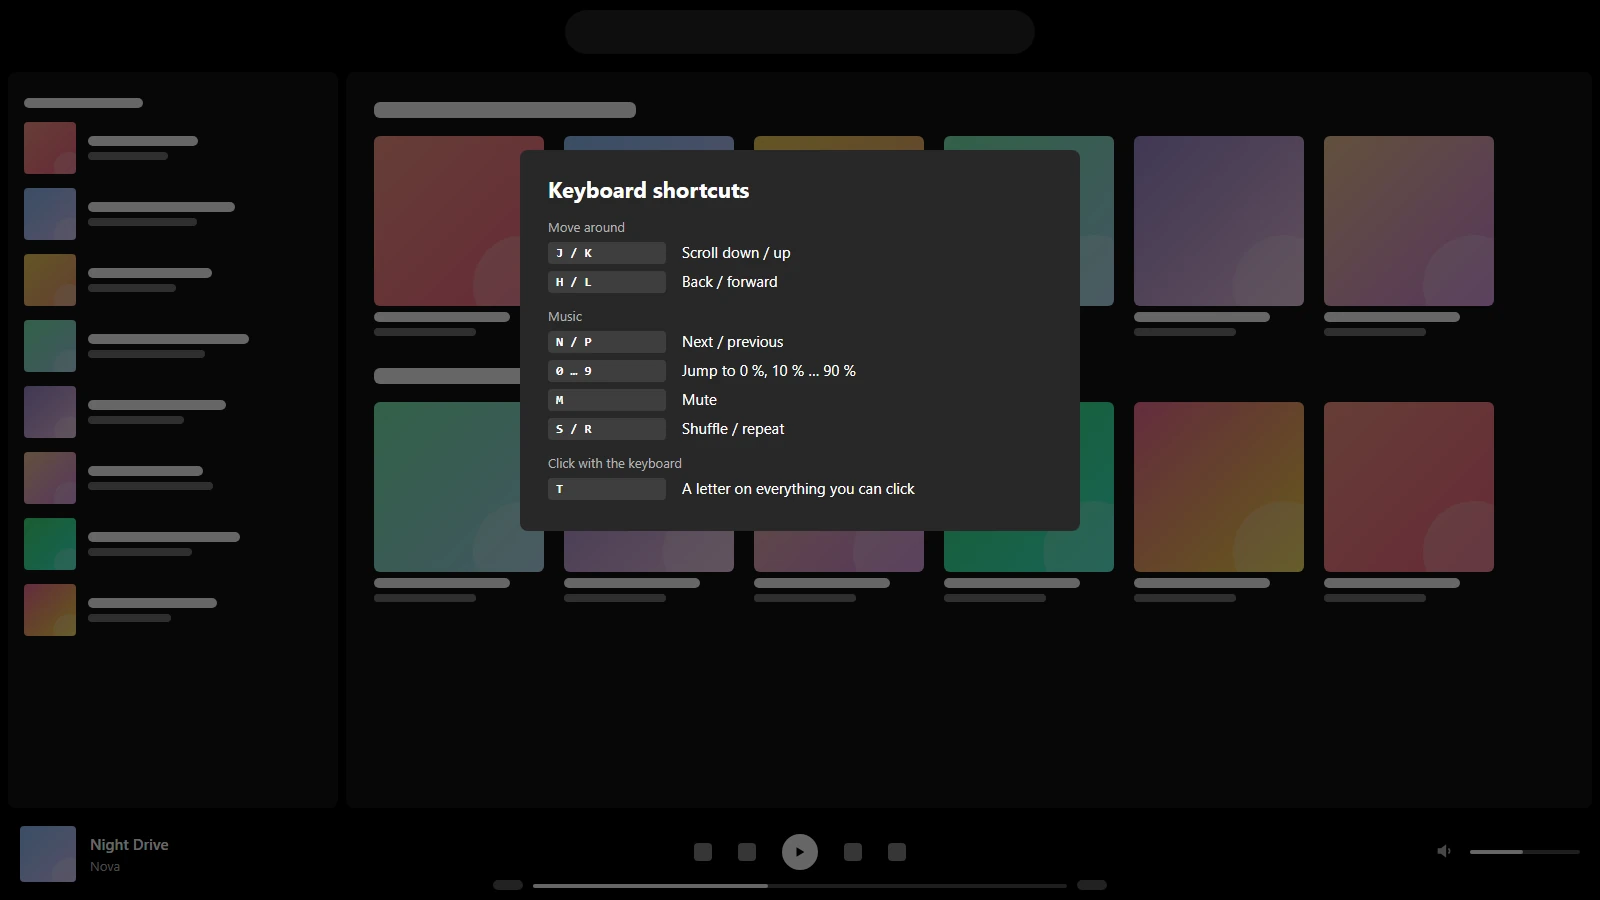 Keyboard shortcuts
Move around
J / K Scroll down / up
H / L Back / forward
Music
N / P Next / previous
0 … 9 Jump to 0 %, 10 % … 90 %
M Mute
S / R Shuffle / repeat
Click with the keyboard
T A letter on everything you can click
Night Drive
Nova